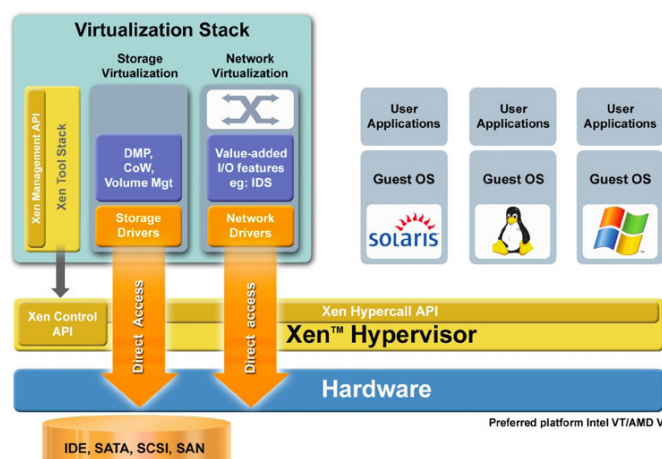 Virtualization Stack
Storage
Virtualization
Network
Virtualization
Xen Management API
Xen Tool Stack
DMP,
CoW,
Volume Mgt
Value-added
I/O features
eg: IDS
Storage
Drivers
Network
Drivers
User
Applications
User
Applications
User
Applications
Guest OS
Guest OS
Guest OS
solaris
Direct Access
Direct access
Xen Control
API
Xen Hypercall API
Xen™ Hypervisor
Hardware
Preferred platform Intel VT/AMD V
IDE, SATA, SCSI, SAN